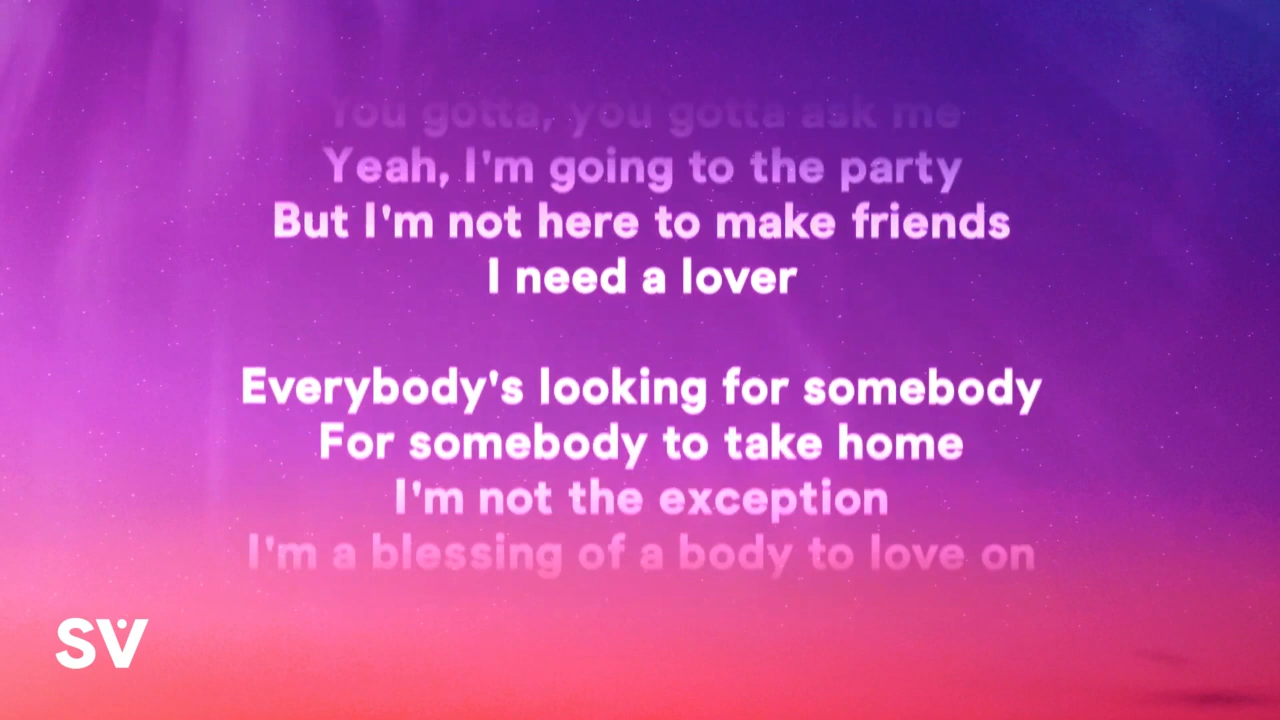 You gotta, you gotta ask me
Yeah, I'm going to the party
But I'm not here to make friends
I need a lover
Everybody's looking for somebody
For somebody to take home
I'm not the exception
I'm a blessing of a body to love on
SV